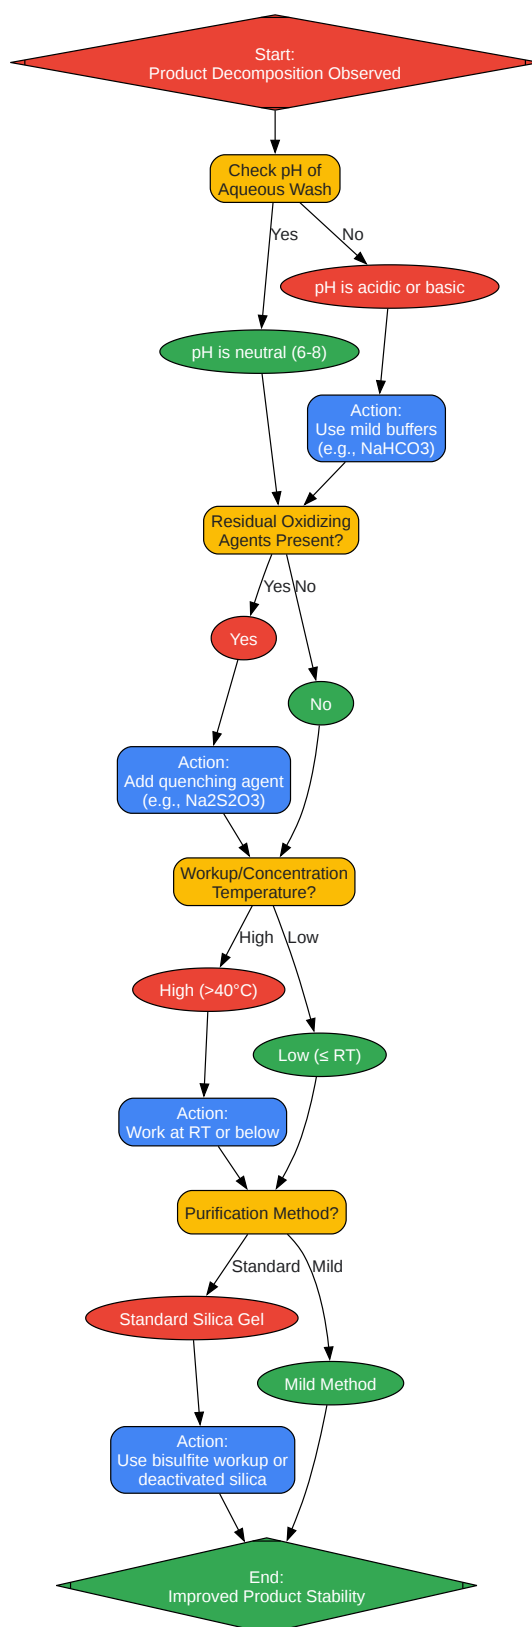 Start:
Product Decomposition Observed
Check pH of
Aqueous Wash
Yes
No
pH is acidic or basic
pH is neutral (6-8)
Action:
Use mild buffers
(e.g., NaHCO3)
Residual Oxidizing
Agents Present?
Yes
No
Yes
No
Action:
Add quenching agent
(e.g., Na2S2O3)
Workup/Concentration
Temperature?
High
Low
High (>40°C)
Low (≤ RT)
Action:
Work at RT or below
Purification Method?
Standard
Mild
Standard Silica Gel
Mild Method
Action:
Use bisulfite workup or
deactivated silica
End:
Improved Product Stability